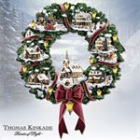 THOMAS KINKADE
Painter of Light